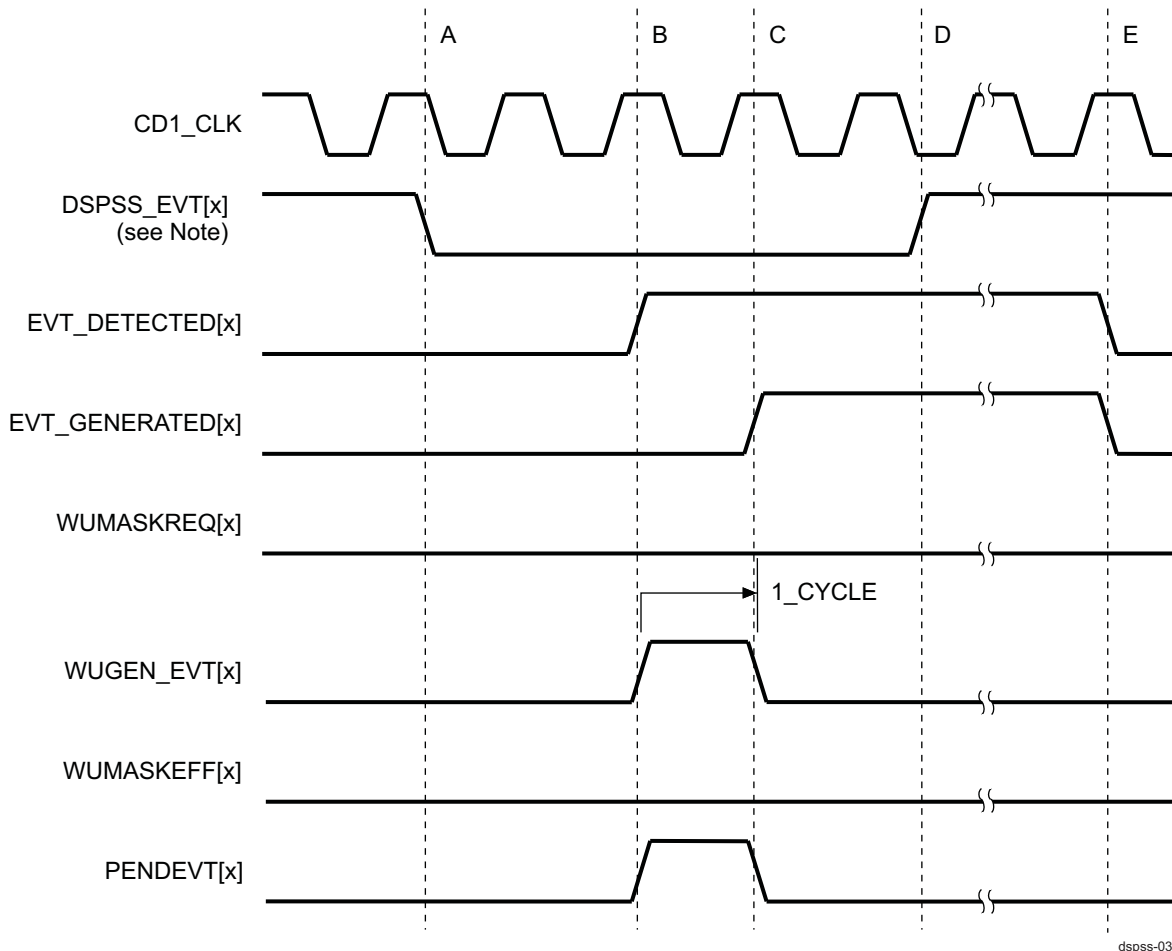 A
B
C
D
E
CD1_CLK
DSPSS_EVT[x]
(see Note)
EVT_DETECTED[x]
EVT_GENERATED[x]
WUMASKREQ[x]
1_CYCLE
WUGEN_EVT[x]
WUMASKEFF[x]
PENDEVT[x]
dspss-03